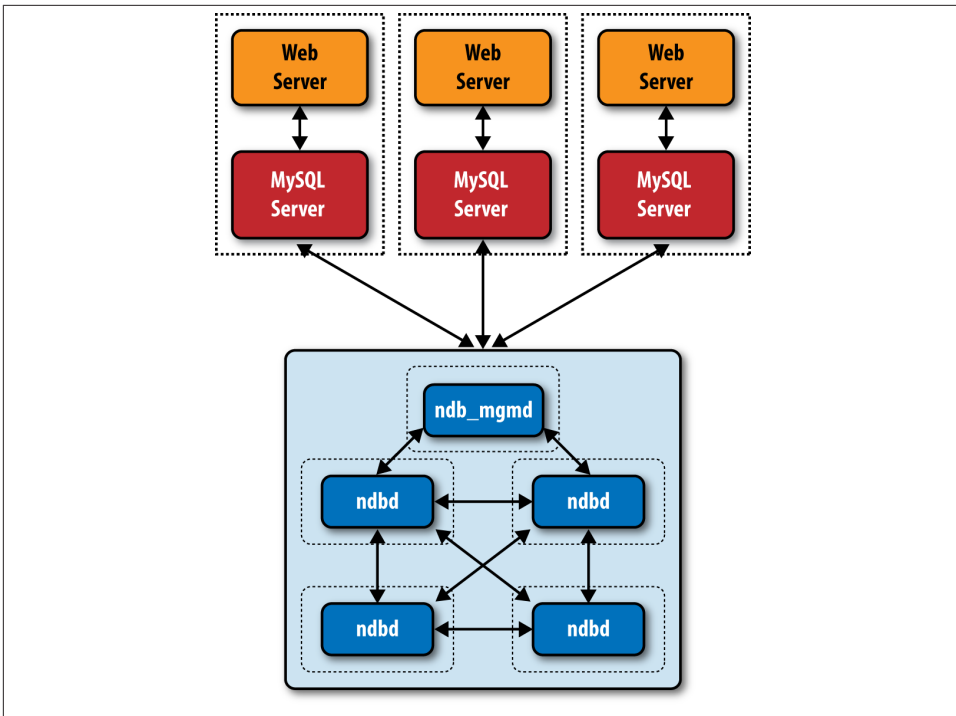 Web
Server
Web
Server
Web
Server
MySQL
Server
MySQL
Server
MySQL
Server
ndb_mgmd
ndbd
ndbd
ndbd
ndbd